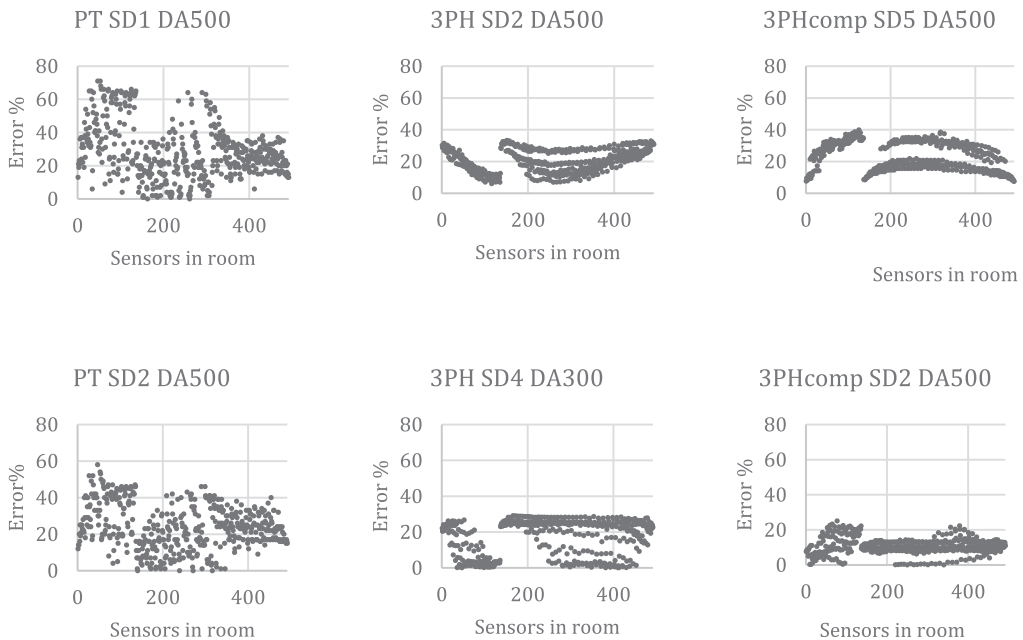 PT SD1 DA500
3PH SD2 DA500
3PHcomp SD5 DA500
80
60
40
20
0
Error %
0
200
400
Sensors in room
80
60
40
20
0
Error %
0
200
400
Sensors in room
80
60
40
20
0
Error %
0
200
400
Sensors in room
PT SD2 DA500
3PH SD4 DA300
3PHcomp SD2 DA500
80
60
40
20
0
Error%
0
200
400
Sensors in room
80
60
40
20
0
Error %
0
200
400
Sensors in room
80
60
40
20
0
Error %
0
200
400
Sensors in room